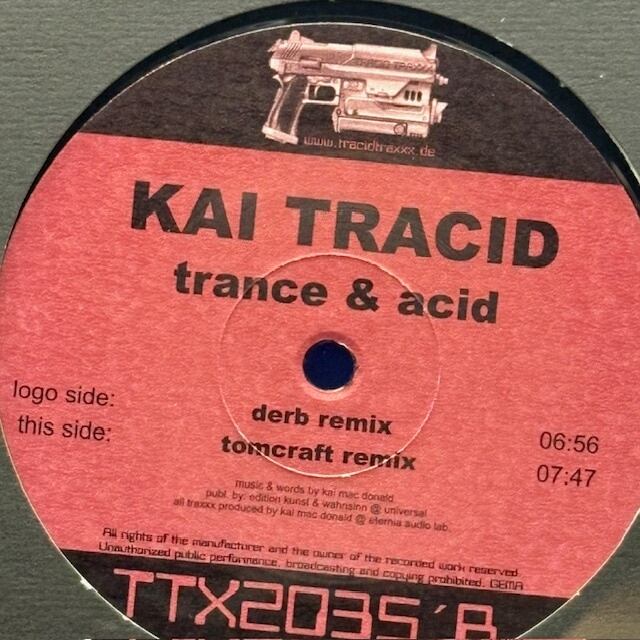 TRACID TRAXXX
www.tracidtraxxx.de
KAI TRACID
trance & acid
logo side: derb remix 06:56
this side: tomcraft remix 07:47
music & words by kai mac donald
publ. by: edition kunst & wahnsinn @ universal
all traxxx produced by kai mac donald @ eternia audio lab.
All rights of the manufacturer and the owner of the recorded work reserved.
Unauthorized public performance, broadcasting and copying prohibited. GEMA
TTX2035'B